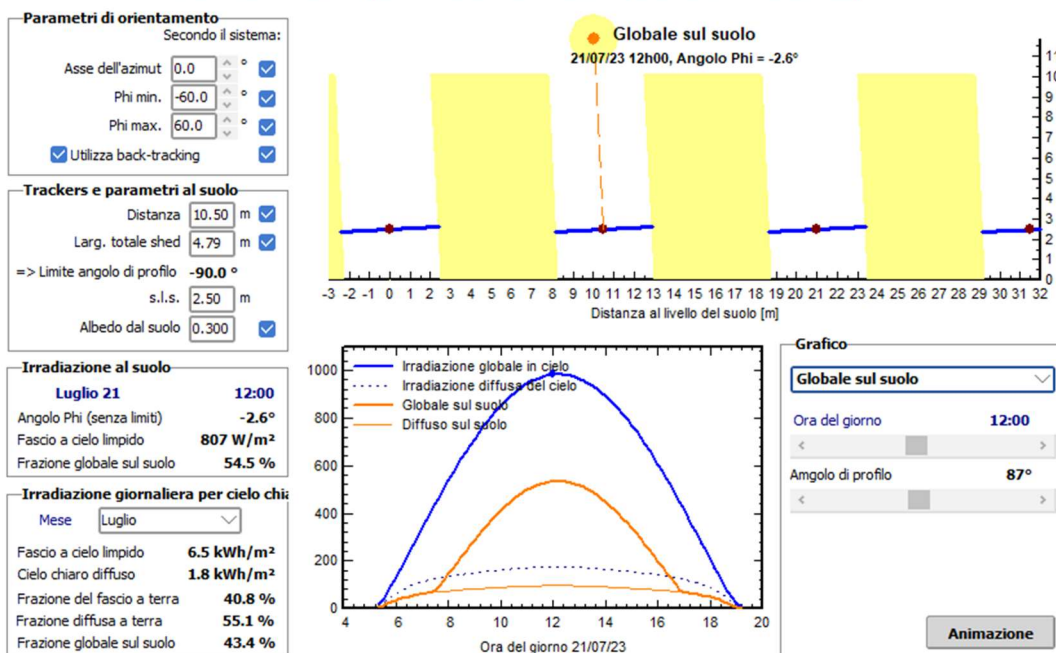 Parametri di orientamento
Secondo il sistema:
Asse dell'azimut 0.0 °
Phi min. -60.0 °
Phi max. 60.0 °
Utilizza back-tracking
Trackers e parametri al suolo
Distanza 10.50 m
Larg. totale shed 4.79 m
=> Limite angolo di profilo -90.0 °
s.l.s. 2.50 m
Albedo dal suolo 0.300
Irradiazione al suolo
Luglio 21 12:00
Angolo Phi (senza limiti) -2.6°
Fascio a cielo limpido 807 W/m²
Frazione globale sul suolo 54.5 %
Irradiazione giornaliera per cielo chia
Mese Luglio
Fascio a cielo limpido 6.5 kWh/m²
Cielo chiaro diffuso 1.8 kWh/m²
Frazione del fascio a terra 40.8 %
Frazione diffusa a terra 55.1 %
Frazione globale sul suolo 43.4 %
Globale sul suolo
21/07/23 12h00, Angolo Phi = -2.6°
11
10
9
8
7
6
5
4
3
2
1
0
-3 -2 -1 0 1 2 3 4 5 6 7 8 9 10 11 12 13 14 15 16 17 18 19 20 21 22 23 24 25 26 27 28 29 30 31 32
Distanza al livello del suolo [m]
1000
800
600
400
200
0
Irradiazione globale in cielo
Irradiazione diffusa del cielo
Globale sul suolo
Diffuso sul suolo
4 6 8 10 12 14 16 18 20
Ora del giorno 21/07/23
Grafico
Globale sul suolo
Ora del giorno 12:00
Angolo di profilo 87°
Animazione